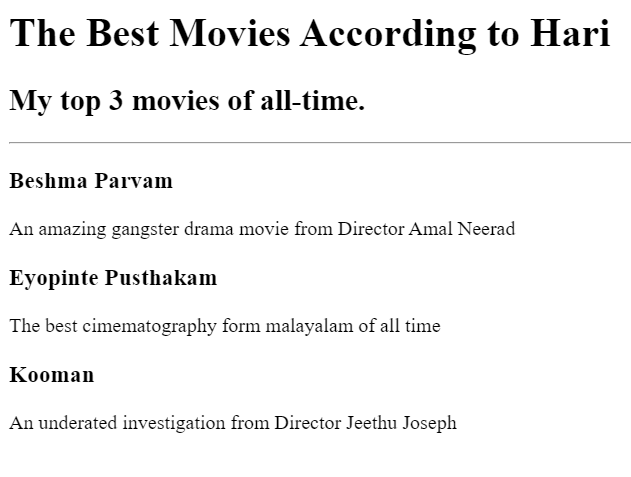 The Best Movies According to Hari
My top 3 movies of all-time.
Beshma Parvam
An amazing gangster drama movie from Director Amal Neerad
Eyopinte Pusthakam
The best cimematography form malayalam of all time
Kooman
An underated investigation from Director Jeethu Joseph